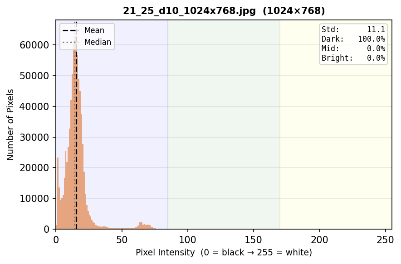 21_25_d10_1024x768.jpg  (1024×768)
Number of Pixels
60000
50000
40000
30000
20000
10000
0
Mean
Median
Std: 11.1
Dark: 100.0%
Mid: 0.0%
Bright: 0.0%
0 50 100 150 200 250
Pixel Intensity  (0 = black → 255 = white)